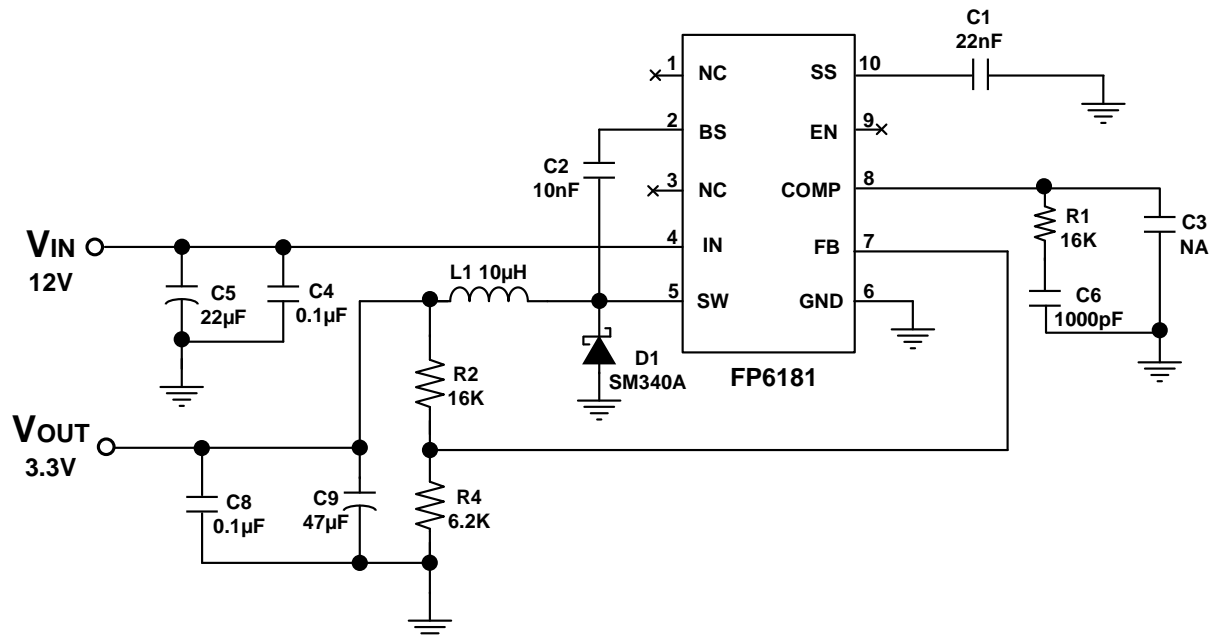 C1
22nF
1
NC
SS
10
2
BS
EN
9
C2
10nF
3
NC
COMP
8
R1
16K
C3
NA
VIN
12V
4
IN
FB
7
C5
22µF
C4
0.1µF
L1 10µH
5
SW
GND
6
C6
1000pF
D1
SM340A
FP6181
R2
16K
VOUT
3.3V
C8
0.1µF
C9
47µF
R4
6.2K